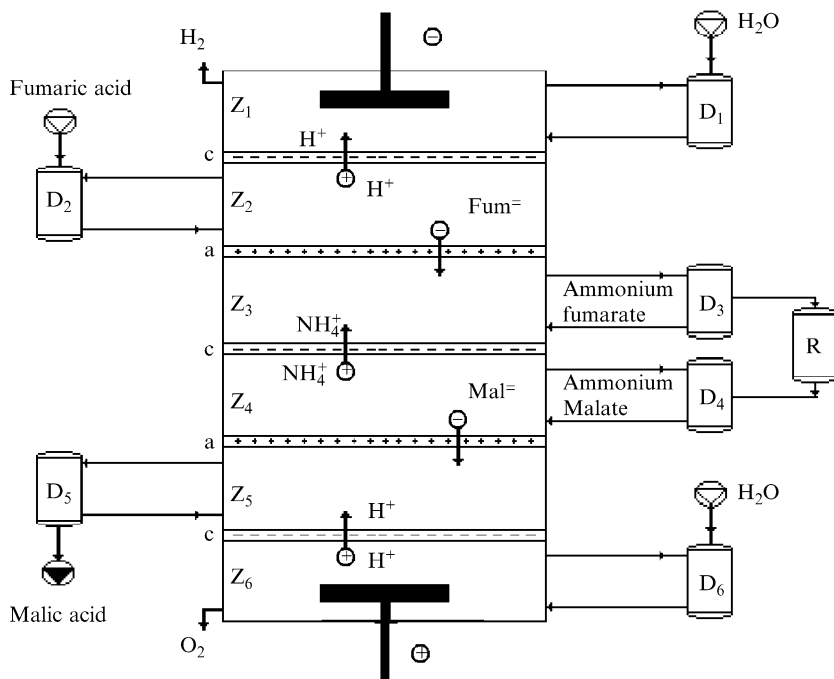 H₂
⊖
H₂O
Fumaric acid
Z₁
D₁
H⁺
c
⊕
H⁺
D₂
Z₂
Fum⁼
⊖
a
+ + + + + + + + + + + + + + + + + +
Z₃
Ammonium
fumarate
D₃
NH₄⁺
c
NH₄⁺
⊕
R
Z₄
Mal⁼
Ammonium
Malate
D₄
⊖
a
+ + + + + + + + + + + + + + + + + +
D₅
Z₅
H₂O
H⁺
c
⊕
H⁺
Z₆
D₆
Malic acid
O₂
⊕